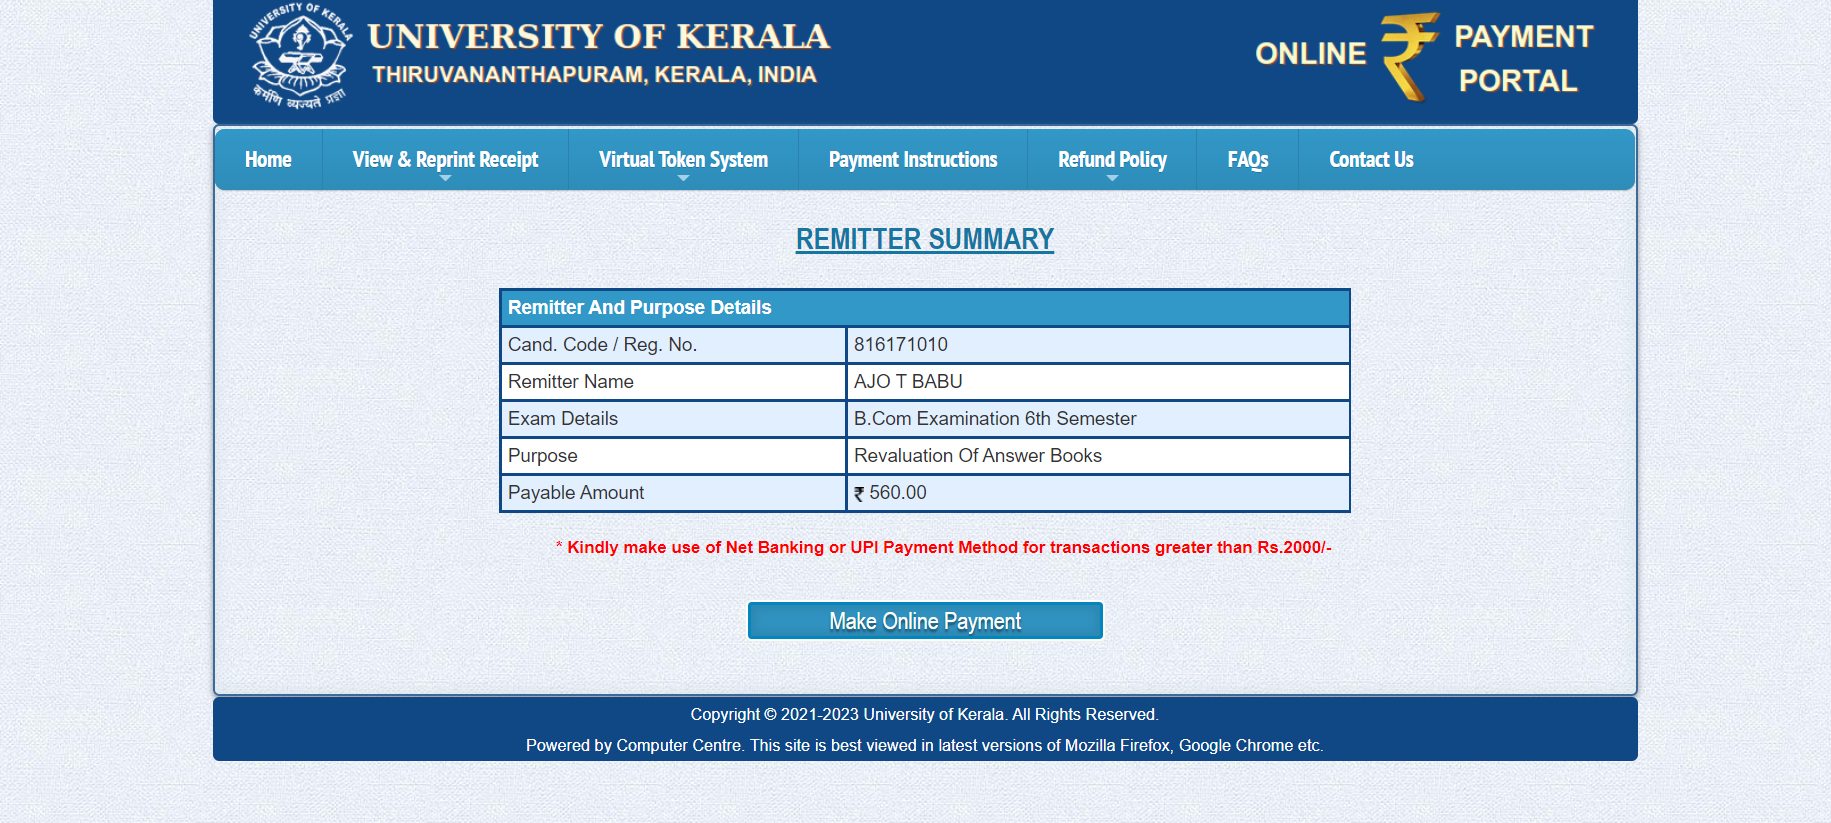 UNIVERSITY OF KERALA
कर्मणि व्यज्यते प्रज्ञा
UNIVERSITY OF KERALA
THIRUVANANTHAPURAM, KERALA, INDIA
ONLINE ₹ PAYMENT PORTAL
Home View & Reprint Receipt Virtual Token System Payment Instructions Refund Policy FAQs Contact Us
REMITTER SUMMARY
Remitter And Purpose Details
Cand. Code / Reg. No. 816171010
Remitter Name AJO T BABU
Exam Details B.Com Examination 6th Semester
Purpose Revaluation Of Answer Books
Payable Amount ₹ 560.00
* Kindly make use of Net Banking or UPI Payment Method for transactions greater than Rs.2000/-
Make Online Payment
Copyright © 2021-2023 University of Kerala. All Rights Reserved.
Powered by Computer Centre. This site is best viewed in latest versions of Mozilla Firefox, Google Chrome etc.